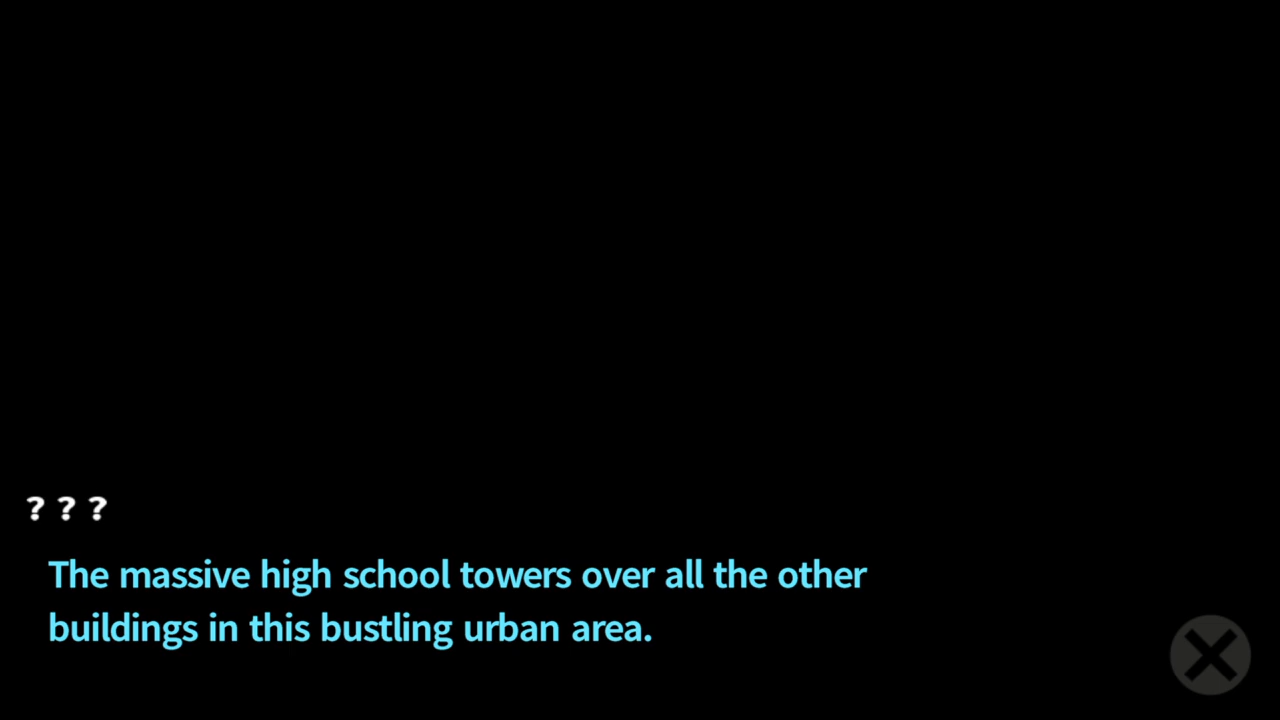 ? ? ?
The massive high school towers over all the other
buildings in this bustling urban area.